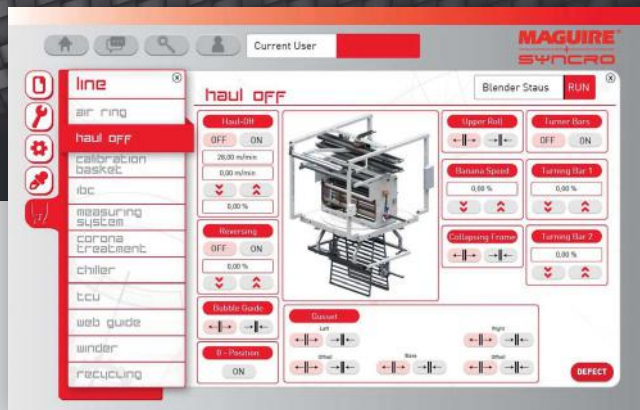 Current User
MAGUIRE®
+
SYNCRO
line
air ring
haul off
calibration
basket
ibc
measuring
system
corona
treatment
chiller
tcu
web guide
winder
recycling
haul off
Blender Staus RUN
Haul-Off
OFF ON
28,00 m/min
0,00 m/min
0,00 %
Reversing
OFF ON
0,00 %
Bubble Guide
0 - Position
ON
Upper Roll
Turner Bars
OFF ON
Banana Speed
0,00 %
Turning Bar 1
0,00 %
Collapsing Frame
Turning Bar 2
0,00 %
Gusset
Left Right
Offset Base Offset
DEFECT